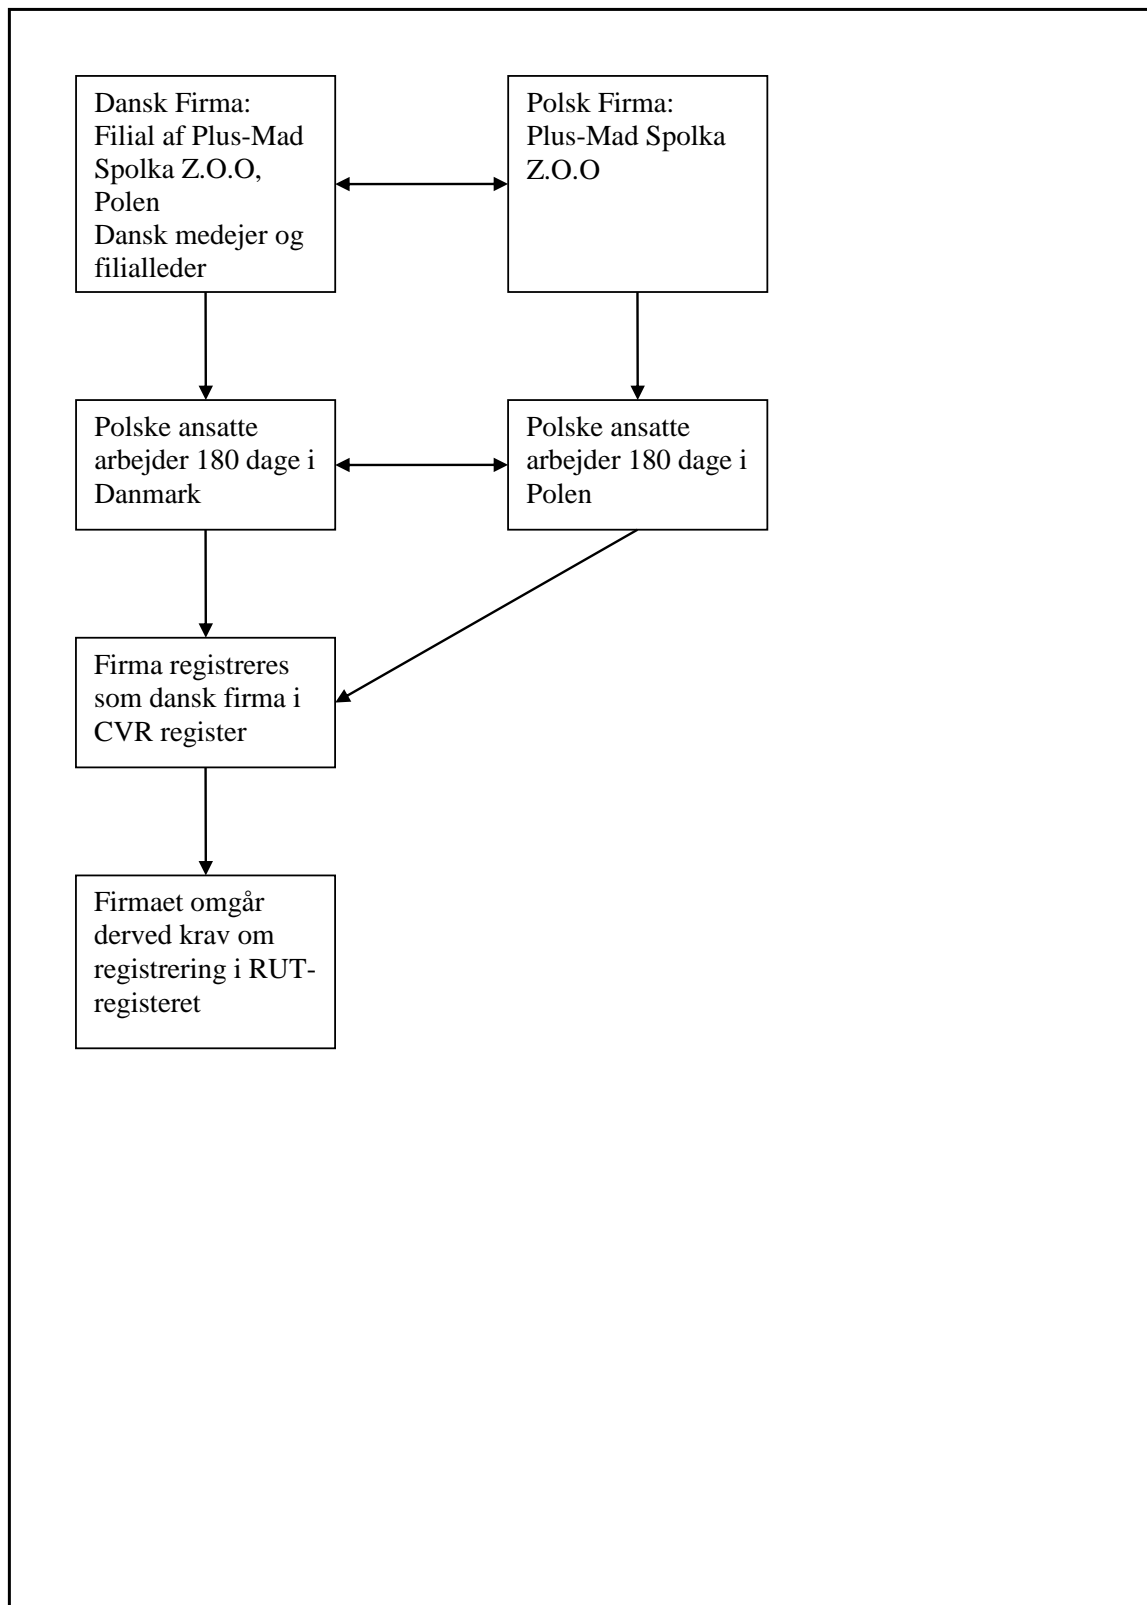 Dansk Firma:
Filial af Plus-Mad
Spolka Z.O.O,
Polen
Dansk medejer og
filialleder
Polsk Firma:
Plus-Mad Spolka
Z.O.O
Polske ansatte
arbejder 180 dage i
Danmark
Polske ansatte
arbejder 180 dage i
Polen
Firma registreres
som dansk firma i
CVR register
Firmaet omgår
derved krav om
registrering i RUT-
registeret